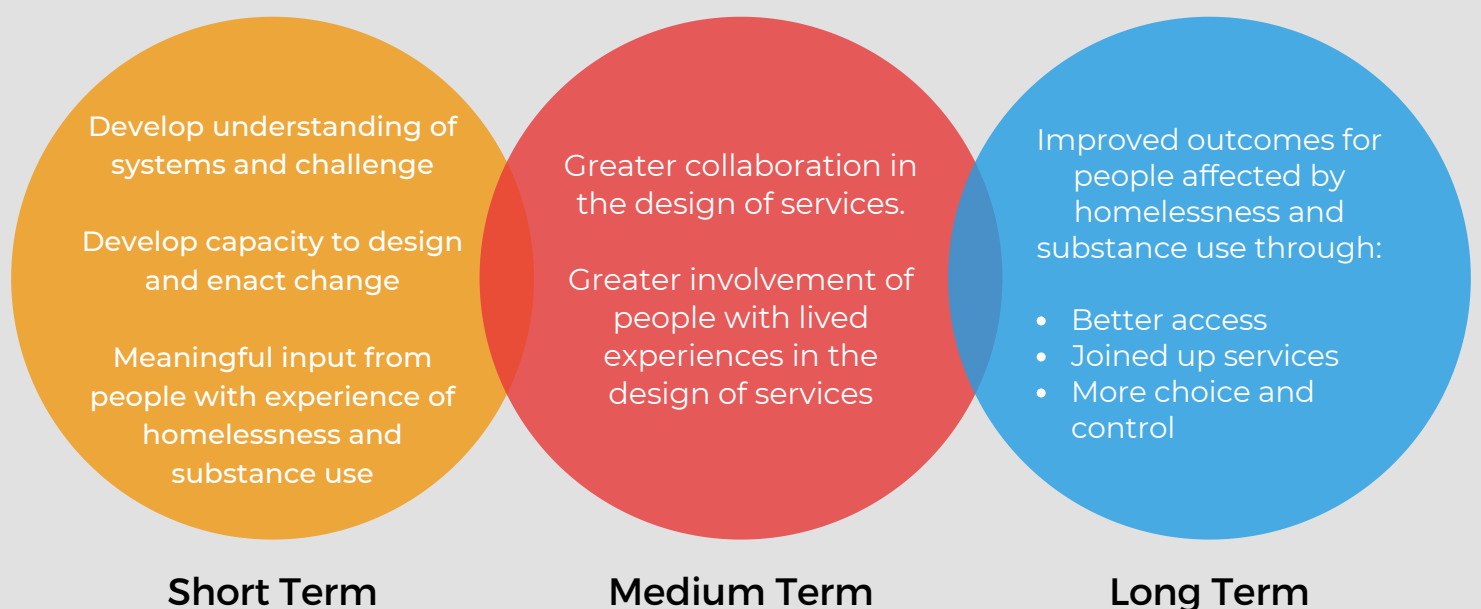 Develop understanding of
systems and challenge
Develop capacity to design
and enact change
Meaningful input from
people with experience of
homelessness and
substance use
Greater collaboration in
the design of services.
Greater involvement of
people with lived
experiences in the
design of services
Improved outcomes for
people affected by
homelessness and
substance use through:
• Better access
• Joined up services
• More choice and
control
Short Term
Medium Term
Long Term